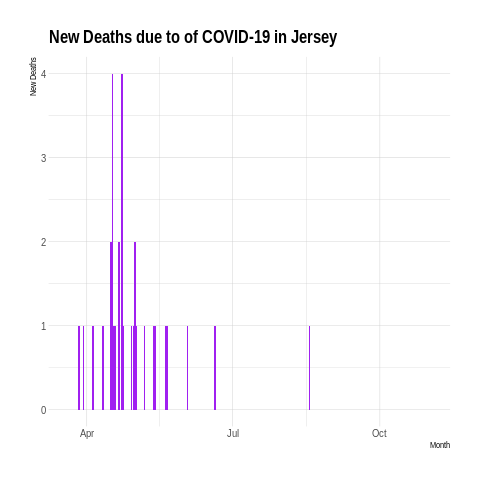 New Deaths due to of COVID-19 in Jersey
New Deaths
4
3
2
1
0
Apr
Jul
Oct
Month